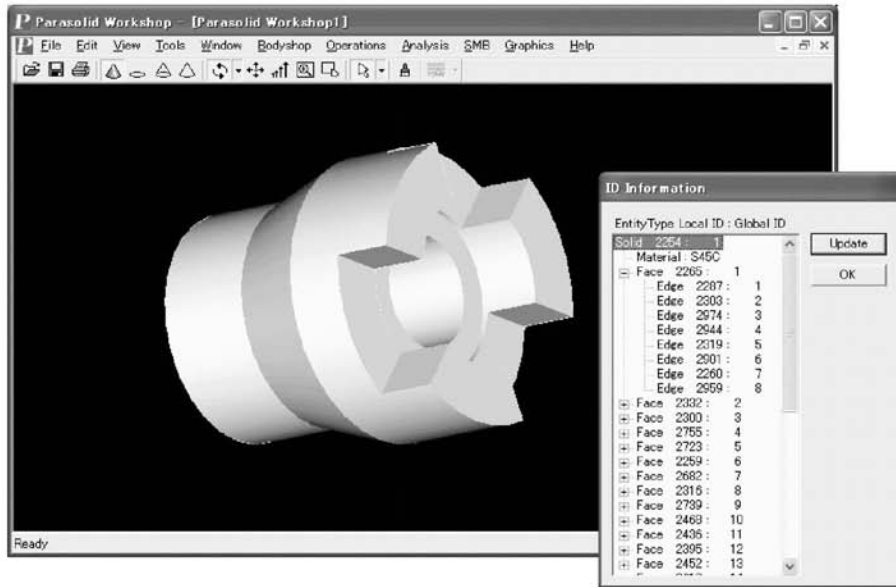 Parasolid Workshop - [Parasolid Workshop1]
File Edit View Tools Window Bodyshop Operations Analysis SMB Graphics Help
Ready
ID Information
EntityType Local ID : Global ID
Solid 2254 : 1
Material : S45C
Face 2265 : 1
Edge 2287 : 1
Edge 2303 : 2
Edge 2974 : 3
Edge 2944 : 4
Edge 2319 : 5
Edge 2901 : 6
Edge 2260 : 7
Edge 2959 : 8
Face 2332 : 2
Face 2300 : 3
Face 2755 : 4
Face 2723 : 5
Face 2259 : 6
Face 2682 : 7
Face 2316 : 8
Face 2739 : 9
Face 2468 : 10
Face 2436 : 11
Face 2395 : 12
Face 2452 : 13
Update
OK